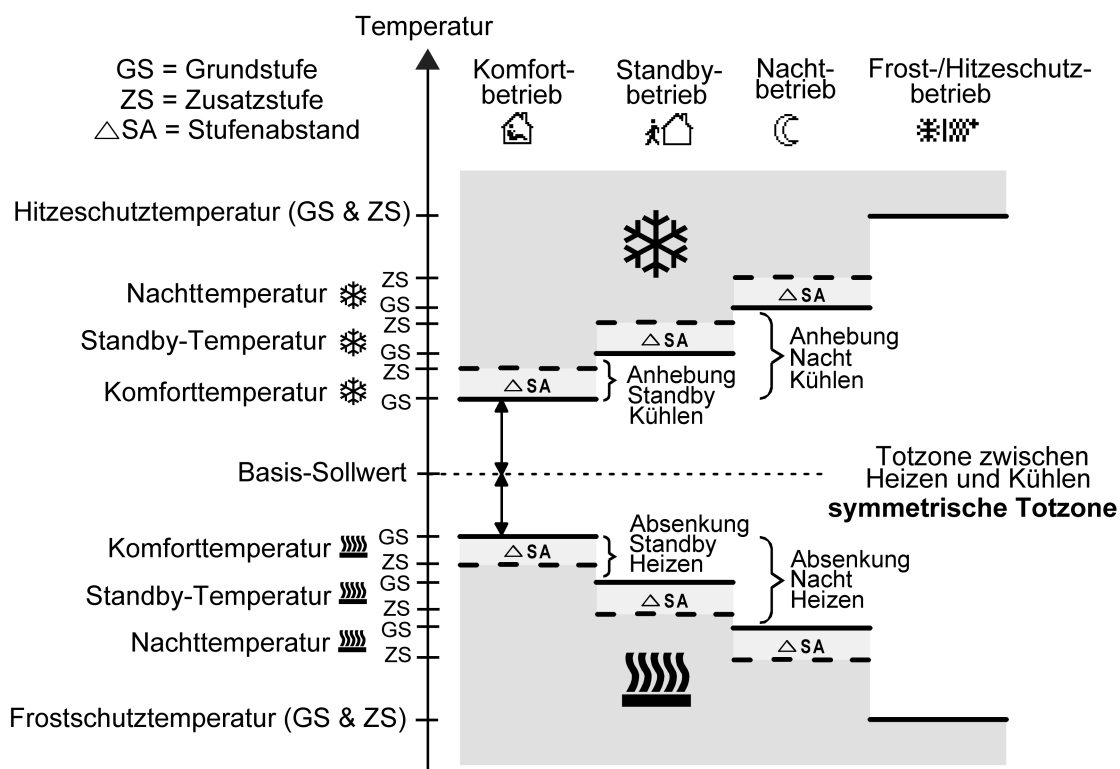 Temperatur
GS = Grundstufe
ZS = Zusatzstufe
△SA = Stufenabstand
Komfort-
betrieb
Standby-
betrieb
Nacht-
betrieb
Frost-/Hitzeschutz-
betrieb
Hitzeschutztemperatur (GS & ZS)
Nachttemperatur
ZS
GS
Standby-Temperatur
ZS
GS
Komforttemperatur
ZS
GS
△SA
△SA
△SA
Anhebung
Standby
Kühlen
Anhebung
Nacht
Kühlen
Basis-Sollwert
Totzone zwischen
Heizen und Kühlen
symmetrische Totzone
Komforttemperatur
GS
ZS
Standby-Temperatur
GS
ZS
Nachttemperatur
GS
ZS
△SA
△SA
△SA
Absenkung
Standby
Heizen
Absenkung
Nacht
Heizen
Frostschutztemperatur (GS & ZS)